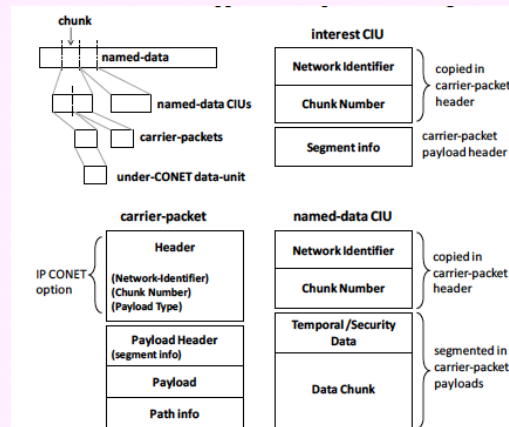 chunk
named-data
named-data CIUs
carrier-packets
under-CONET data-unit
interest CIU
Network Identifier
Chunk Number
Segment info
copied in
carrier-packet
header
carrier-packet
payload header
carrier-packet
IP CONET
option
Header
(Network-Identifier)
(Chunk Number)
(Payload Type)
Payload Header
(segment info)
Payload
Path info
named-data CIU
Network Identifier
Chunk Number
Temporal /Security
Data
Data Chunk
copied in
carrier-packet
header
segmented in
carrier-packet
payloads